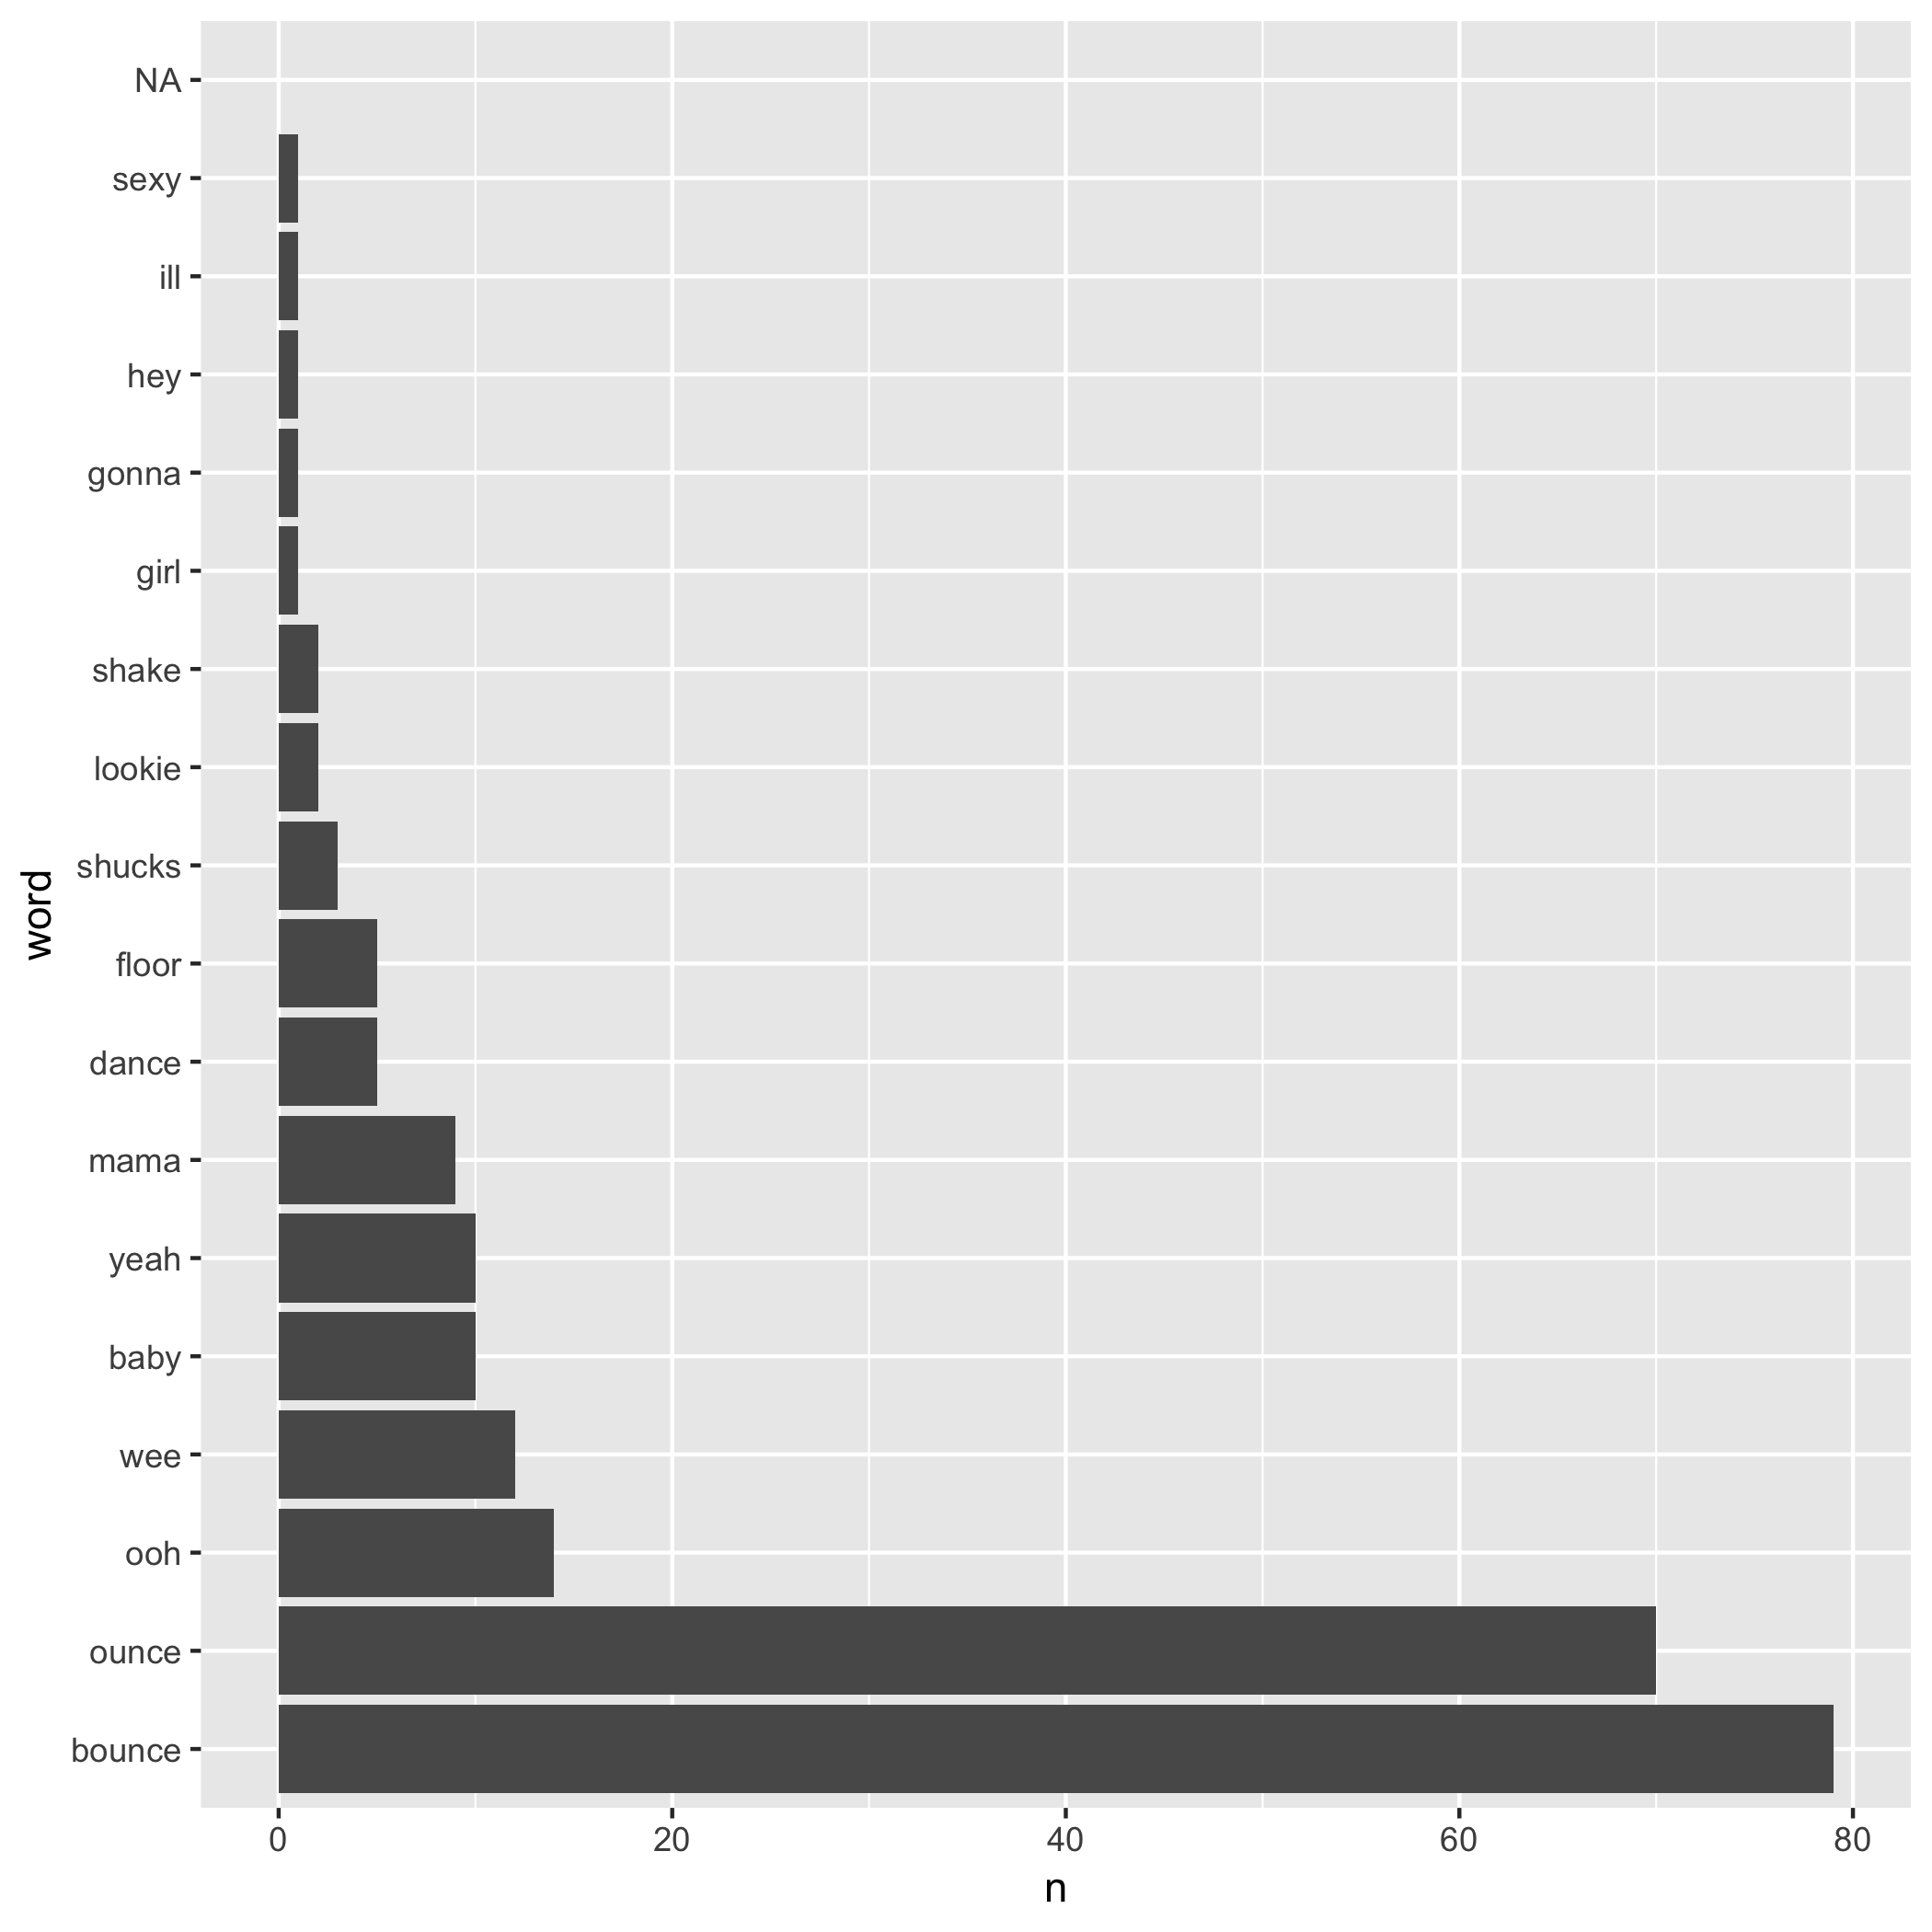 NA
sexy
ill
hey
gonna
girl
shake
lookie
shucks
floor
dance
mama
yeah
baby
wee
ooh
ounce
bounce
word
0 20 40 60 80
n